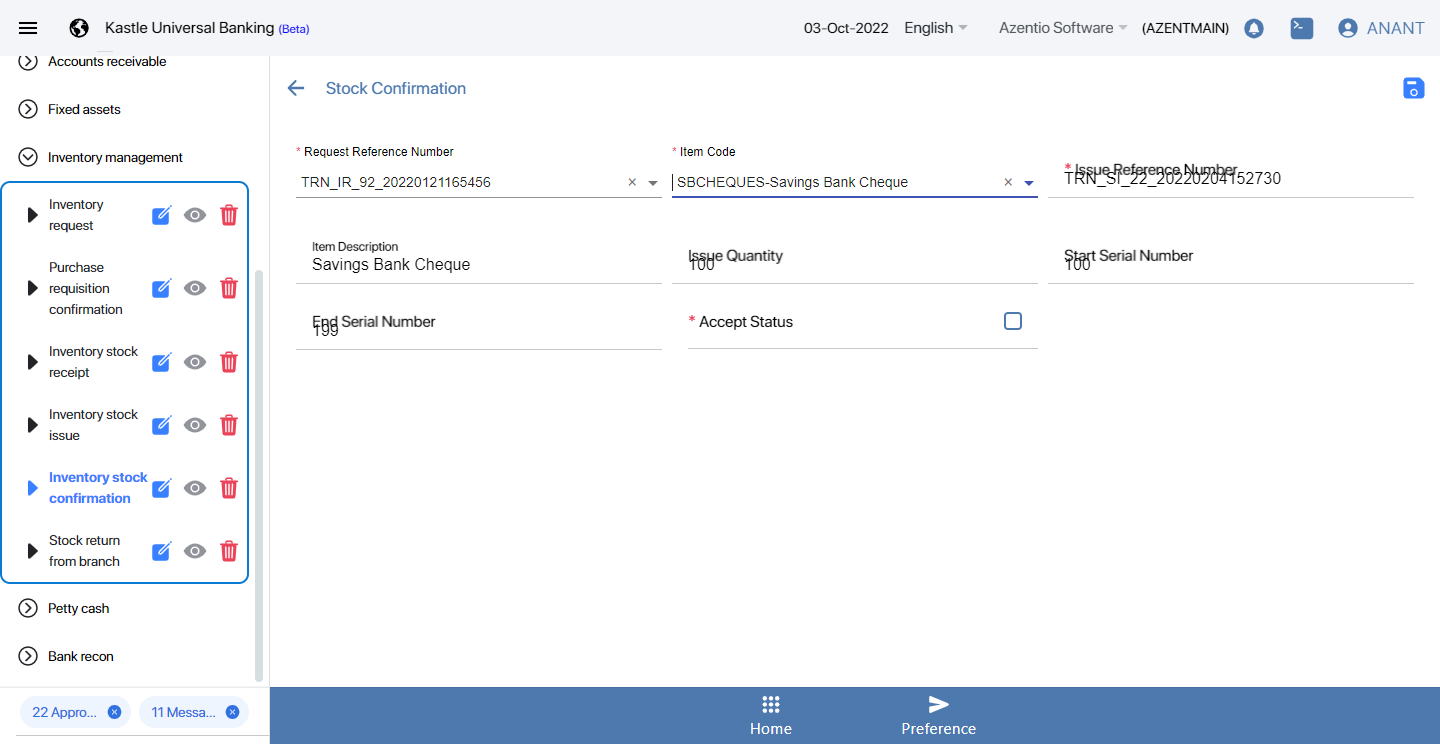 Kastle Universal Banking (Beta)
03-Oct-2022
English
Azentio Software
(AZENTMAIN)
ANANT
Accounts receivable
Fixed assets
Inventory management
Inventory
request
Purchase
requisition
confirmation
Inventory stock
receipt
Inventory stock
issue
Inventory stock
confirmation
Stock return
from branch
Petty cash
Bank recon
22 Appro...
11 Messa...
Stock Confirmation
* Request Reference Number
TRN_IR_92_20220121165456
* Item Code
SBCHEQUES-Savings Bank Cheque
* Issue Reference Number
TRN_SI_22_20220204152730
Item Description
Savings Bank Cheque
Issue Quantity
100
Start Serial Number
100
End Serial Number
199
* Accept Status
Home
Preference